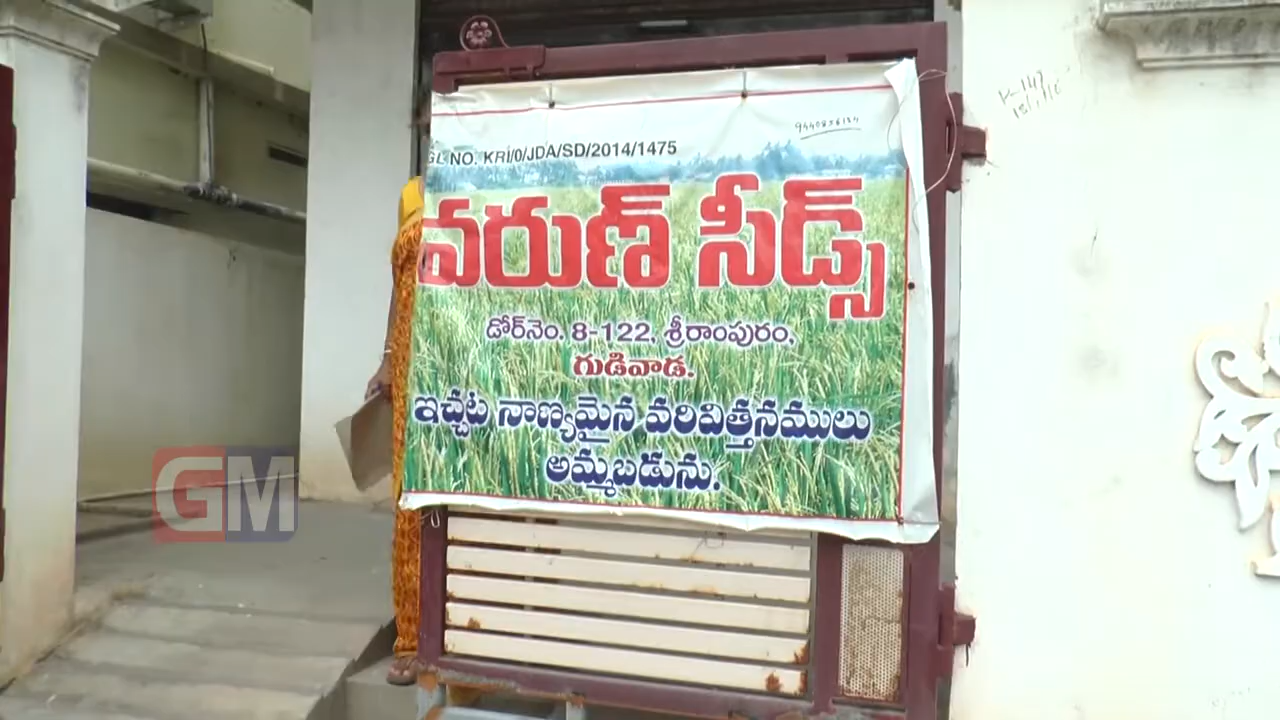 GL NO. KRI/0/JDA/SD/2014/1475
వరుణ్ సీడ్స్
డోర్‌నెం. 8-122, శ్రీరాంపురం,
గుడివాడ.
ఇచ్చట నాణ్యమైన వరివిత్తనములు
అమ్మబడును.
K-147
GM